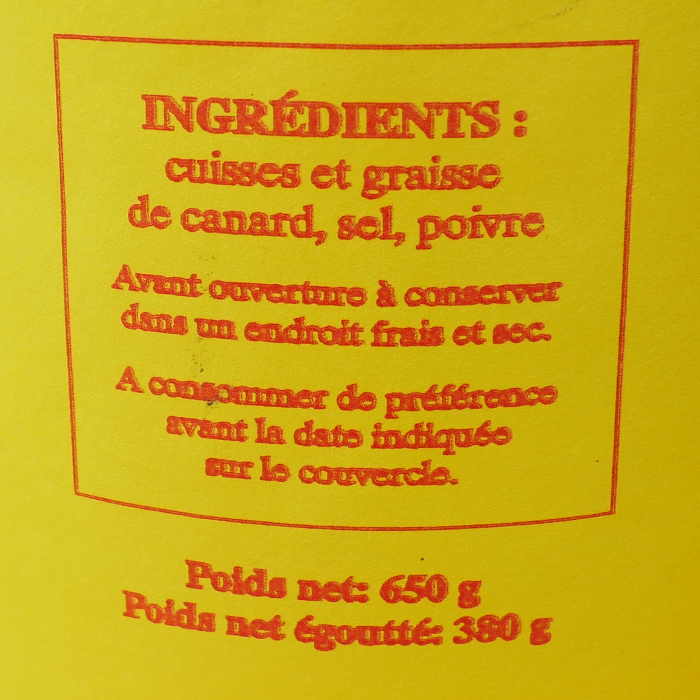 INGRÉDIENTS :
cuisses et graisse
de canard, sel, poivre
Avant ouverture à conserver
dans un endroit frais et sec.
A consommer de préférence
avant la date indiquée
sur le couvercle.
Poids net: 650 g
Poids net égoutté: 380 g